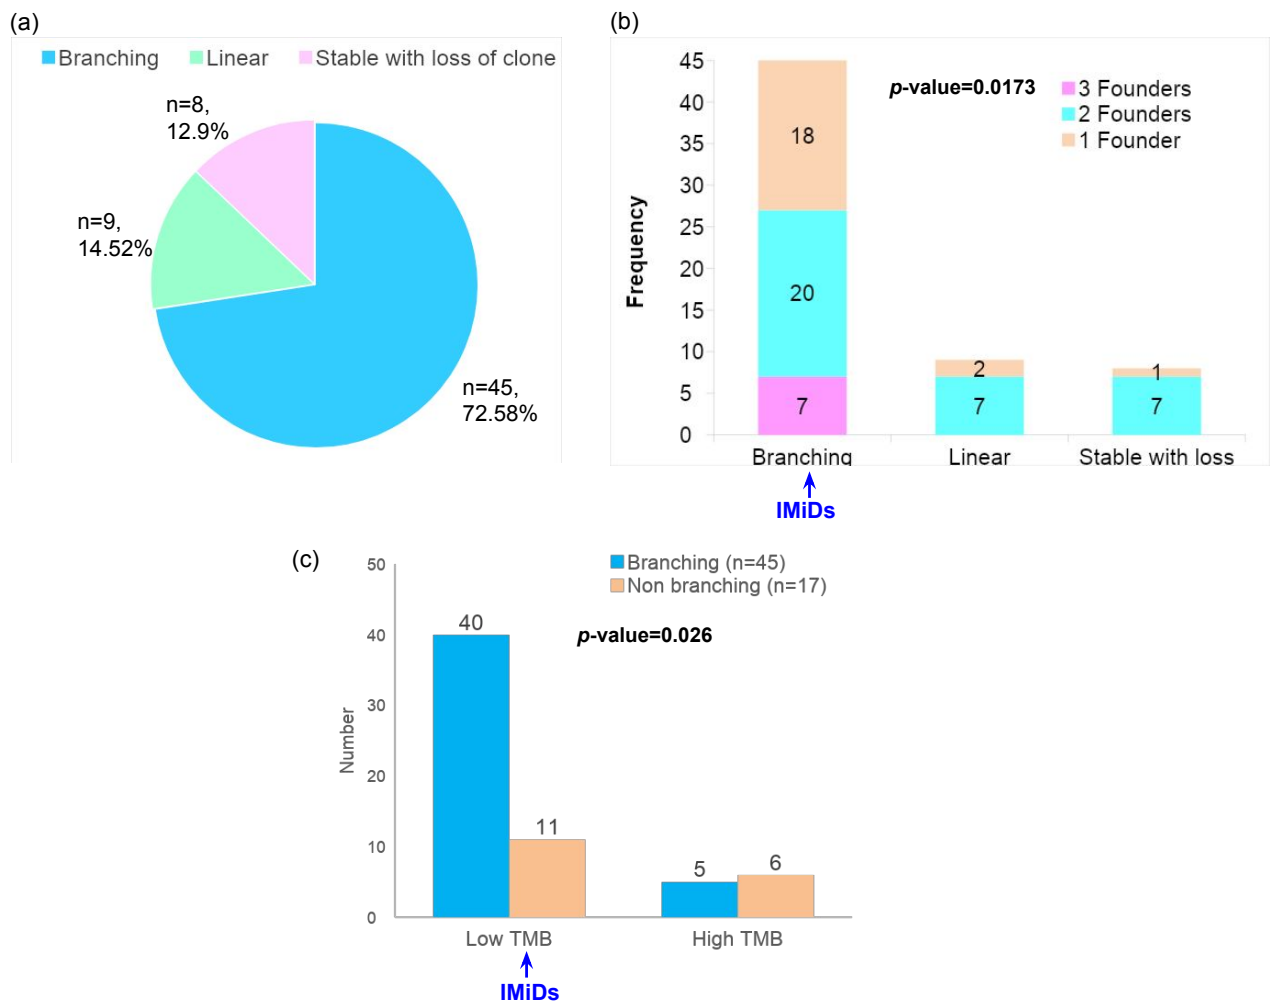 (a)
Branching Linear Stable with loss of clone
n=8,
12.9%
n=9,
14.52%
n=45,
72.58%
(b)
p-value=0.0173
3 Founders
2 Founders
1 Founder
Frequency
45
40
35
30
25
20
15
10
5
0
18
20
7
2
7
1
7
Branching Linear Stable with loss
IMiDs
(c)
Branching (n=45)
Non branching (n=17)
p-value=0.026
Number
50
40
30
20
10
0
40
11
5
6
Low TMB High TMB
IMiDs